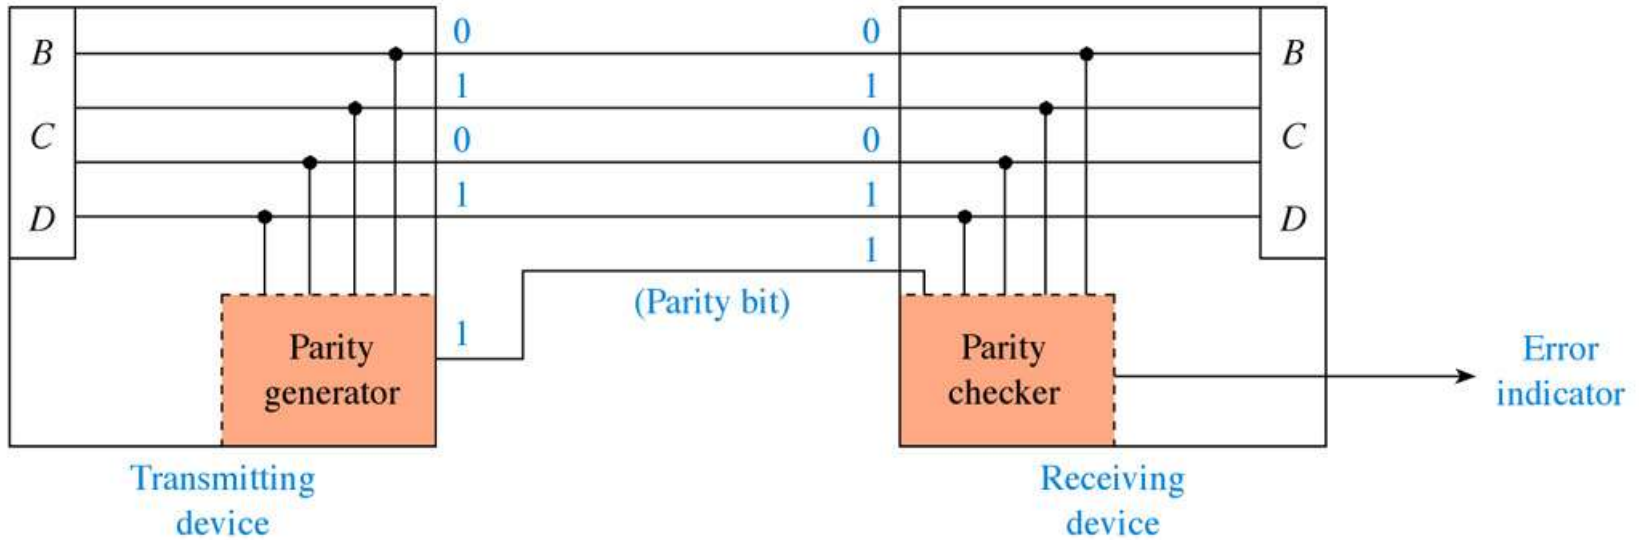 B
0
0
B
1
1
C
0
0
C
1
1
D
D
1
(Parity bit)
Parity
generator
1
Parity
checker
Error
indicator
Transmitting
device
Receiving
device